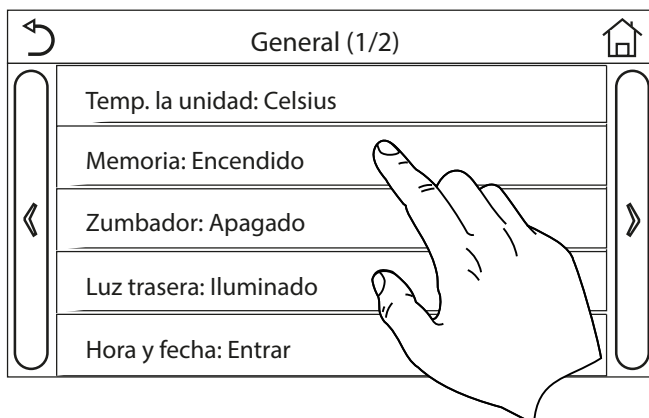 General (1/2)
Temp. la unidad: Celsius
Memoria: Encendido
Zumbador: Apagado
Luz trasera: Iluminado
Hora y fecha: Entrar